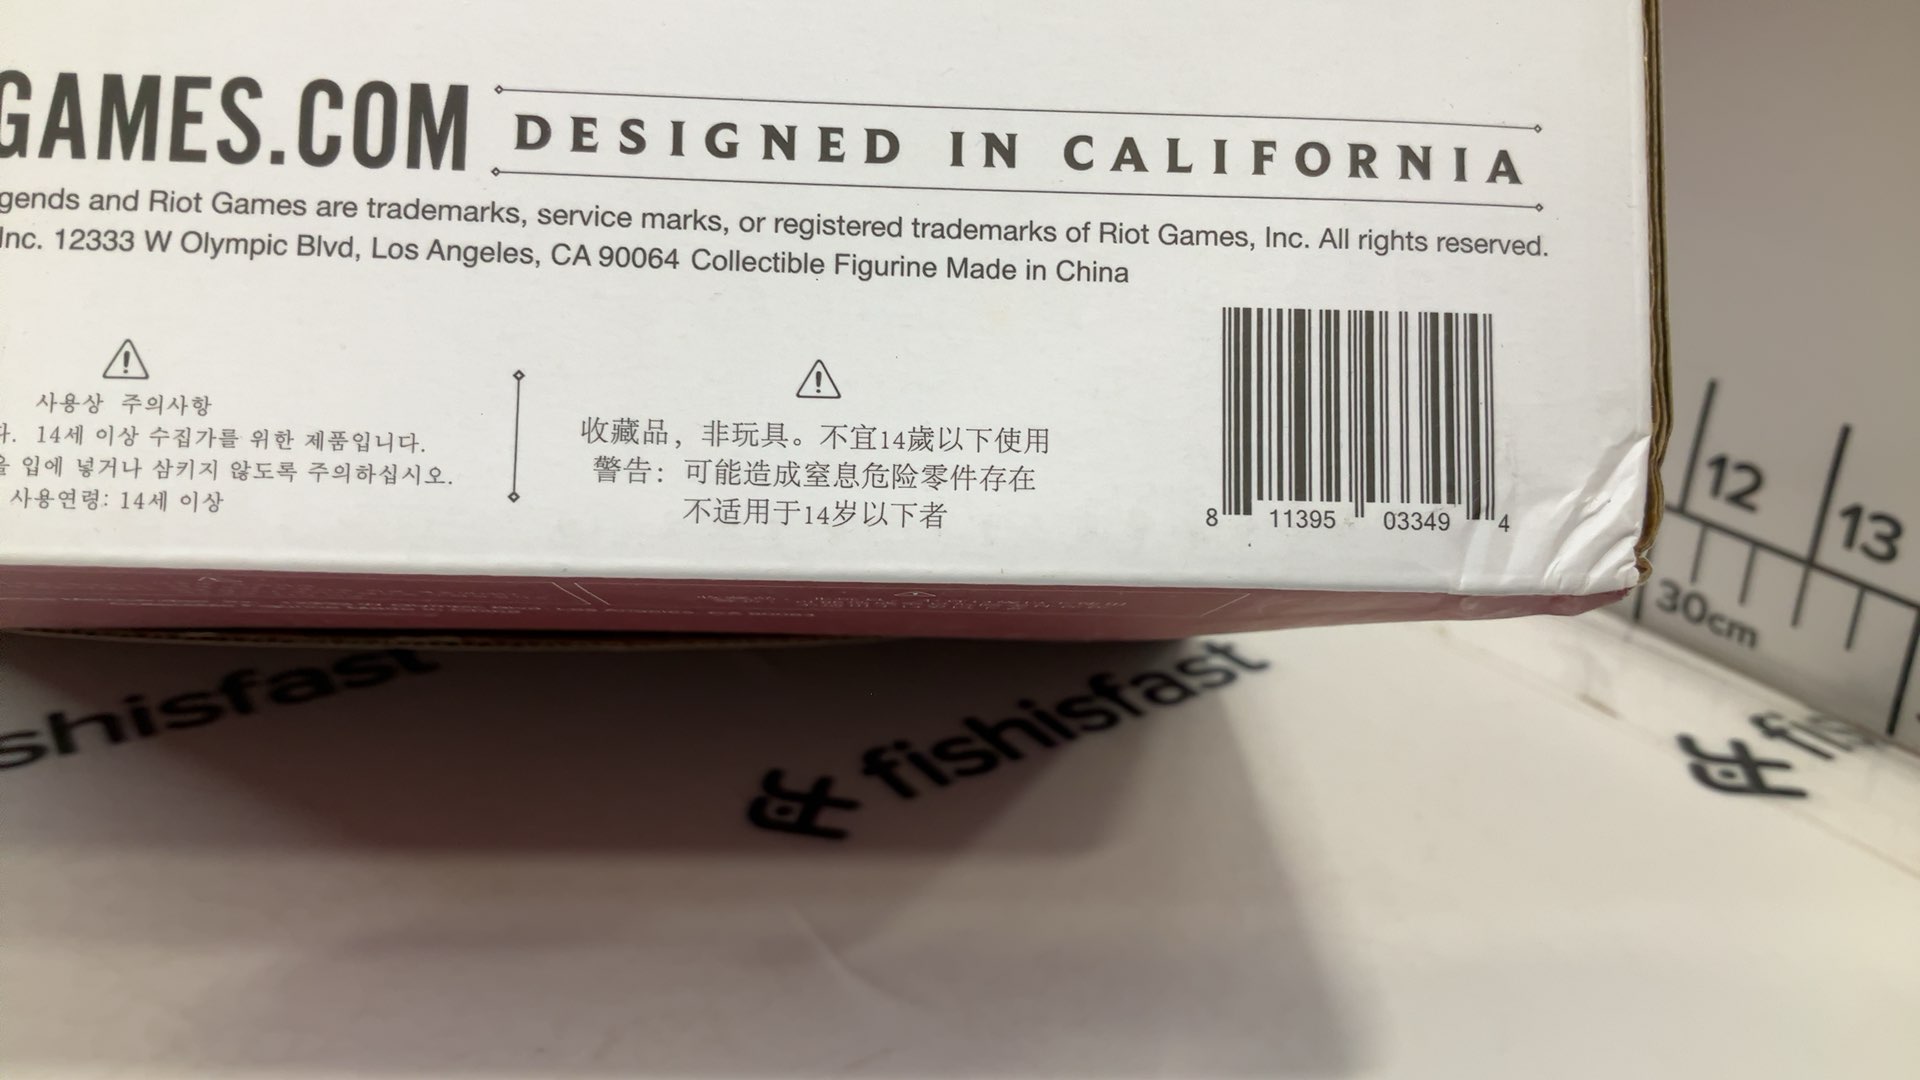 GAMES.COM
DESIGNED IN CALIFORNIA
gends and Riot Games are trademarks, service marks, or registered trademarks of Riot Games, Inc. All rights reserved.
Inc. 12333 W Olympic Blvd, Los Angeles, CA 90064 Collectible Figurine Made in China
사용상 주의사항
다. 14세 이상 수집가를 위한 제품입니다.
을 입에 넣거나 삼키지 않도록 주의하십시오.
사용연령: 14세 이상
收藏品，非玩具。不宜14歲以下使用
警告：可能造成窒息危险零件存在
不适用于14岁以下者
8 11395 03349 4
12
13
30cm
shisfast
fishisfast